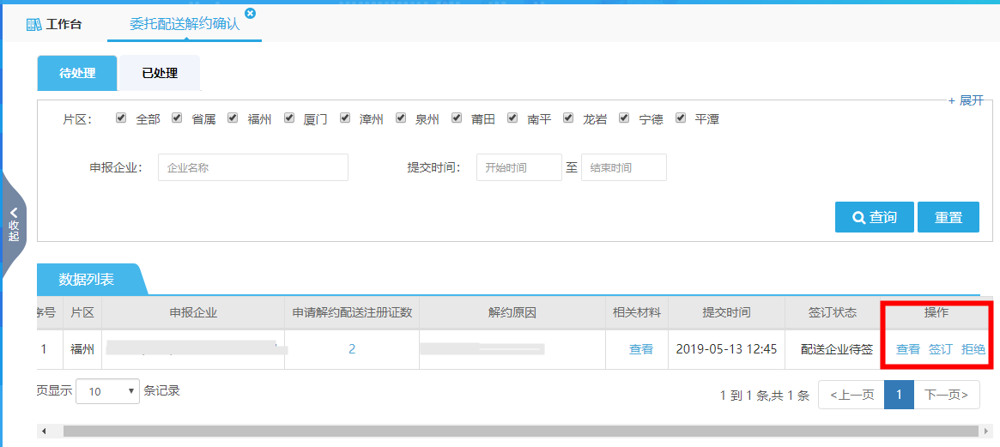 工作台 委托配送解约确认
待处理 已处理
+ 展开
片区： 全部 省属 福州 厦门 漳州 泉州 莆田 南平 龙岩 宁德 平潭
申报企业： 企业名称 提交时间： 开始时间 至 结束时间
查询 重置
收起
数据列表
序号 片区 申报企业 申请解约配送注册证数 解约原因 相关材料 提交时间 签订状态 操作
1 福州 2 查看 2019-05-13 12:45 配送企业待签 查看 签订 拒绝
页显示 10 条记录 1 到 1 条,共 1 条 <上一页 1 下一页>